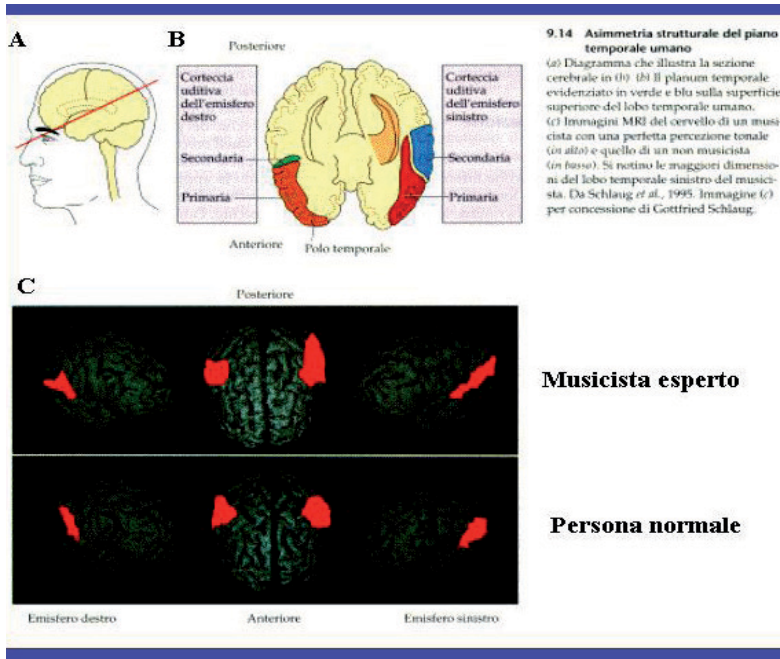 A
B
Posteriore
Corteccia
uditiva
dell'emisfero
destro
Secondaria
Primaria
Corteccia
uditiva
dell'emisfero
sinistro
Secondaria
Primaria
Anteriore
Polo temporale
9.14 Asimmetria strutturale del piano
temporale umano
(a) Diagramma che illustra la sezione
cerebrale in (b) (b) Il planum temporale
evidenziato in verde e blu sulla superficie
superiore del lobo temporale umano.
(c) Immagini MRI del cervello di un musi-
cista con una perfetta percezione tonale
(in alto) e quello di un non musicista
(in basso). Si notino le maggiori dimensio-
ni del lobo temporale sinistro del musici-
sta. Da Schlaug et al., 1995. Immagine (c)
per concessione di Gottfried Schlaug.
C
Posteriore
Musicista esperto
Persona normale
Emisfero destro
Anteriore
Emisfero sinistro